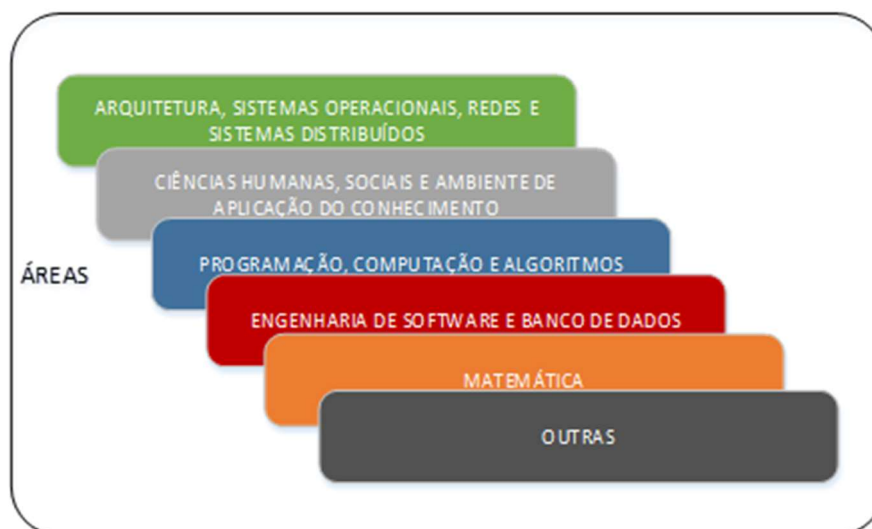 ARQUITETURA, SISTEMAS OPERACIONAIS, REDES E
SISTEMAS DISTRIBUÍDOS
CIÊNCIAS HUMANAS, SOCIAIS E AMBIENTE DE
APLICAÇÃO DO CONHECIMENTO
ÁREAS
PROGRAMAÇÃO, COMPUTAÇÃO E ALGORITMOS
ENGENHARIA DE SOFTWARE E BANCO DE DADOS
MATEMÁTICA
OUTRAS